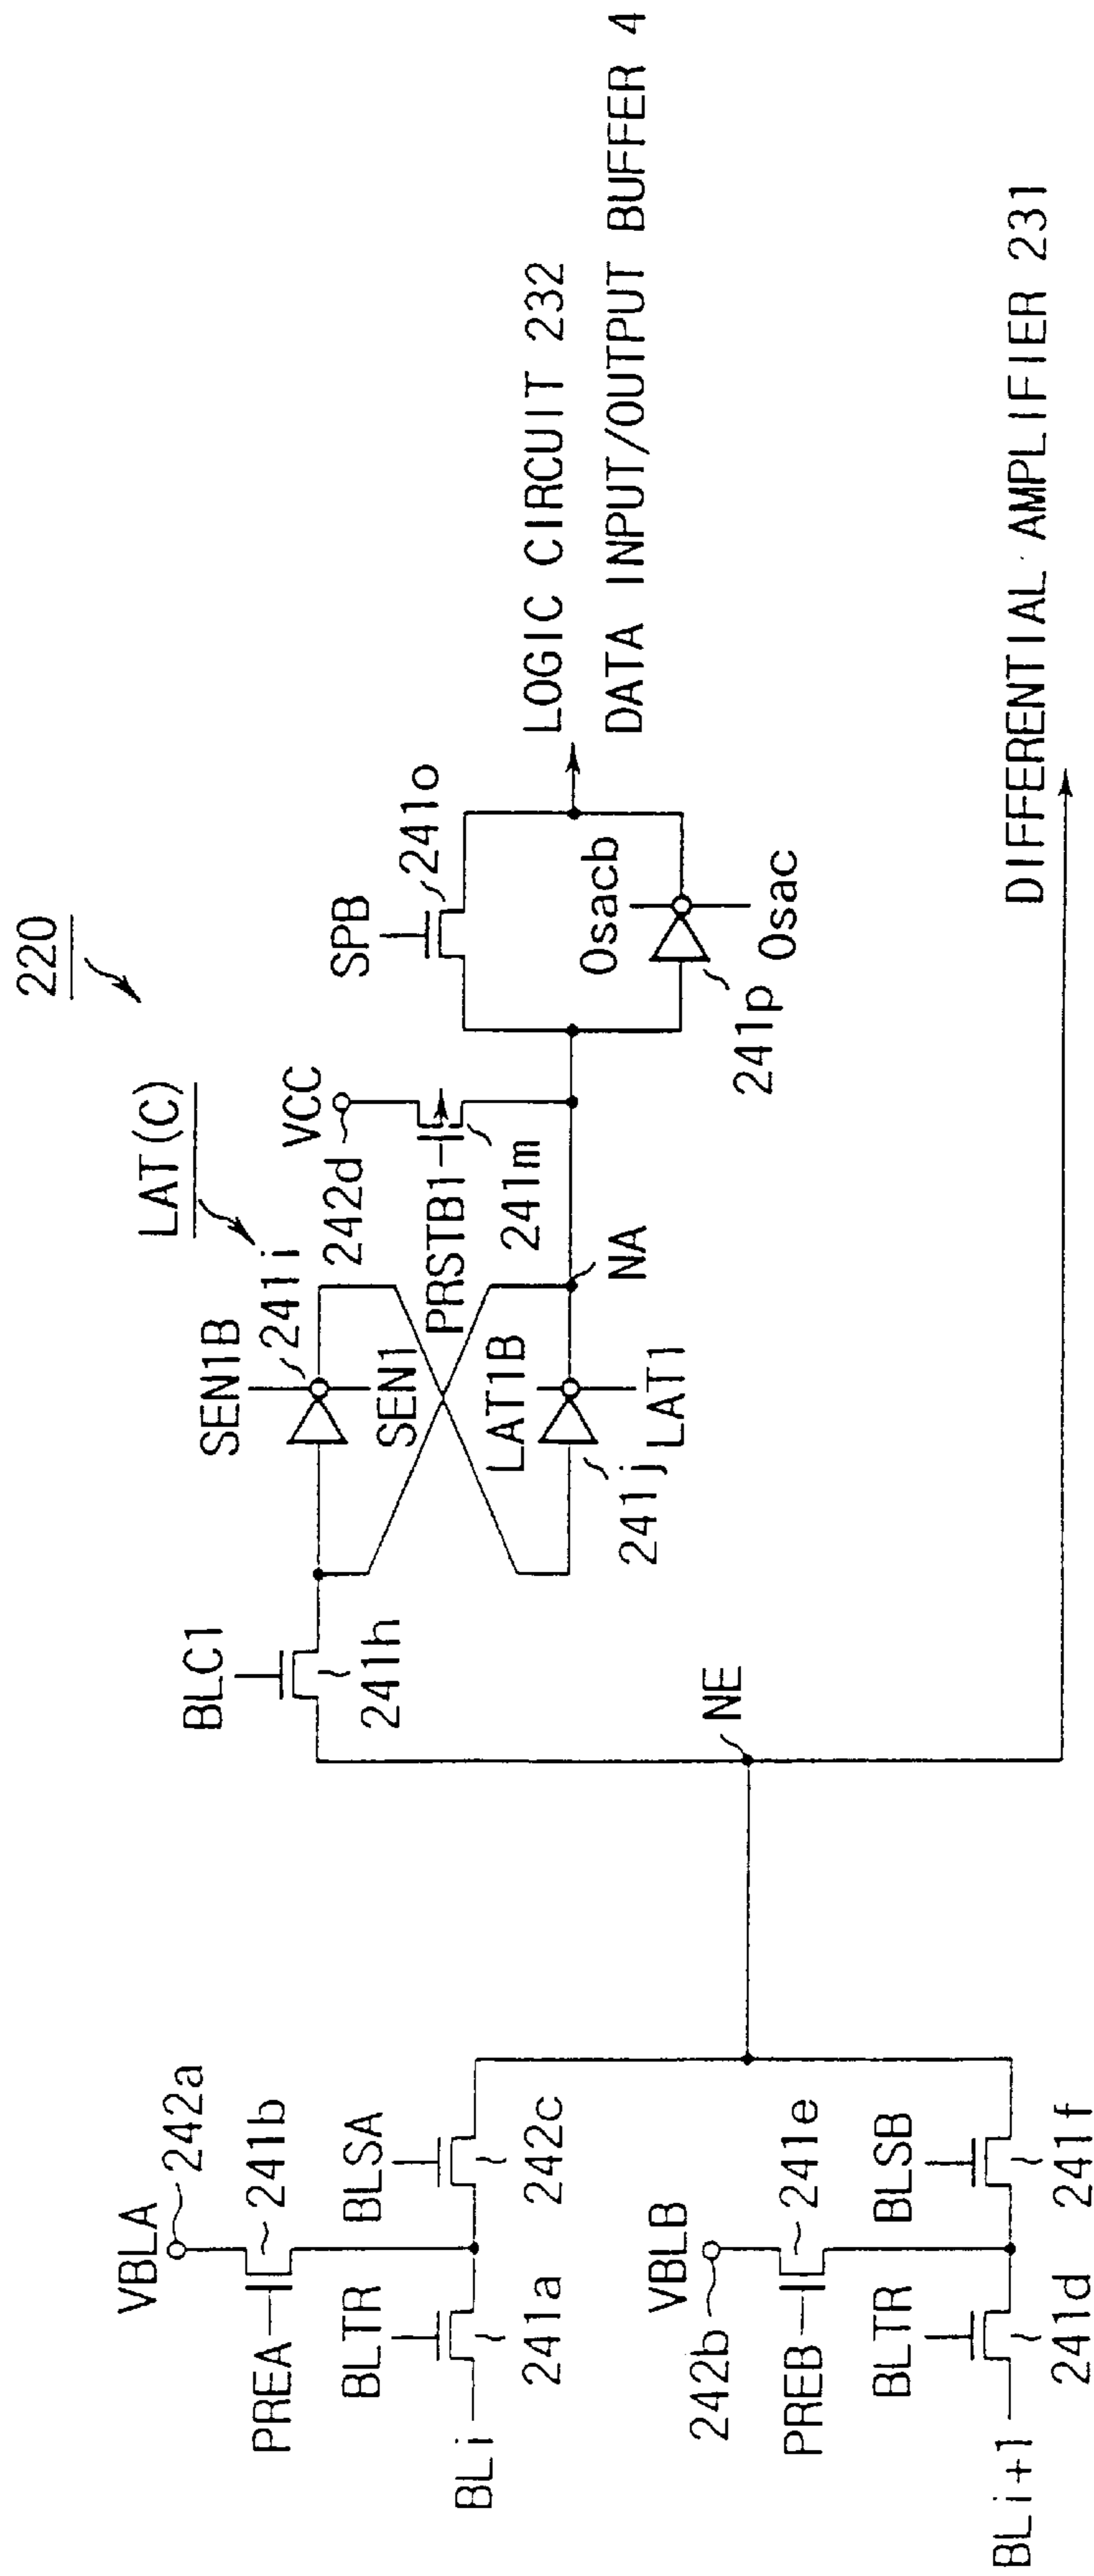 220
LAT(C)
VBLA
242a
PREA
241b
BLTR
BLSA
BLi
241a
242c
VBLB
242b
PREB
241e
BLTR
BLSB
BLi+1
241d
241f
NE
BLC1
241h
SEN1B
241i
SEN1
LAT1B
241j
LAT1
NA
VCC
242d
PRSTB1
241m
SPB
241o
Osacb
Osac
241p
LOGIC CIRCUIT 232
DATA INPUT/OUTPUT BUFFER 4
DIFFERENTIAL AMPLIFIER 231